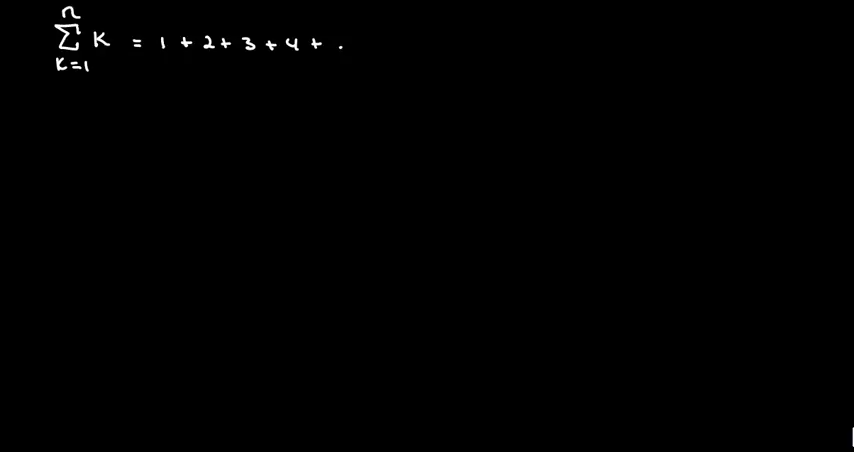 n
∑ K = 1 + 2 + 3 + 4 + .
K=1